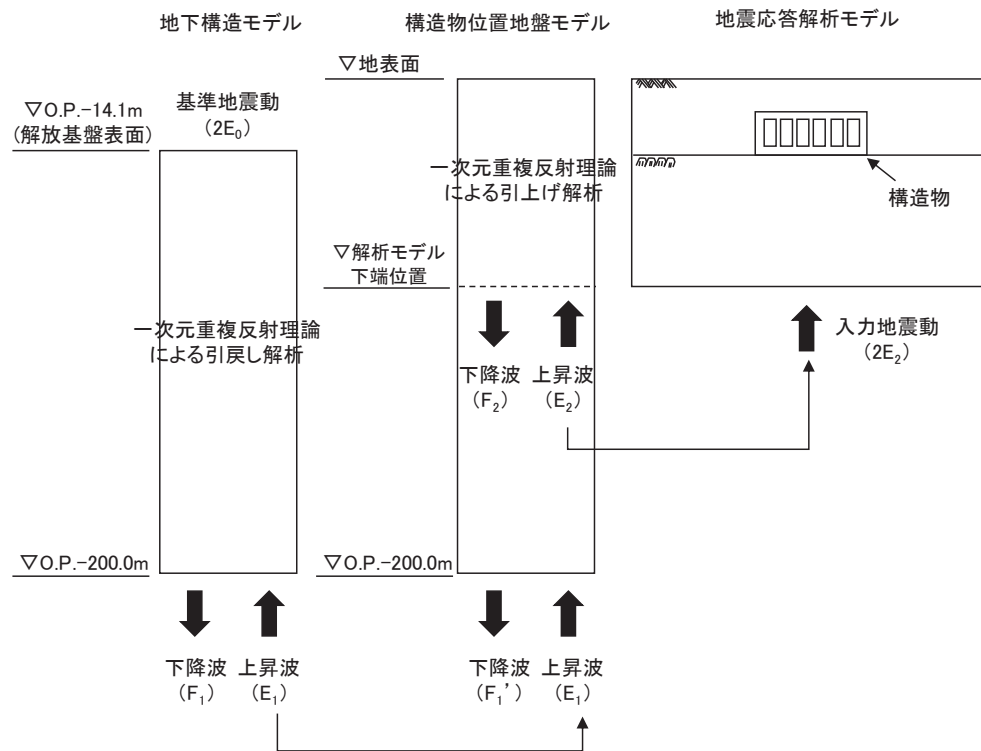 地下構造モデル
構造物位置地盤モデル
地震応答解析モデル
▽地表面
▽O.P.-14.1m
(解放基盤表面)
基準地震動
(2E₀)
一次元重複反射理論
による引上げ解析
構造物
▽解析モデル
下端位置
一次元重複反射理論
による引戻し解析
下降波
(F₂)
上昇波
(E₂)
入力地震動
(2E₂)
▽O.P.-200.0m
▽O.P.-200.0m
下降波
(F₁)
上昇波
(E₁)
下降波
(F₁')
上昇波
(E₁)